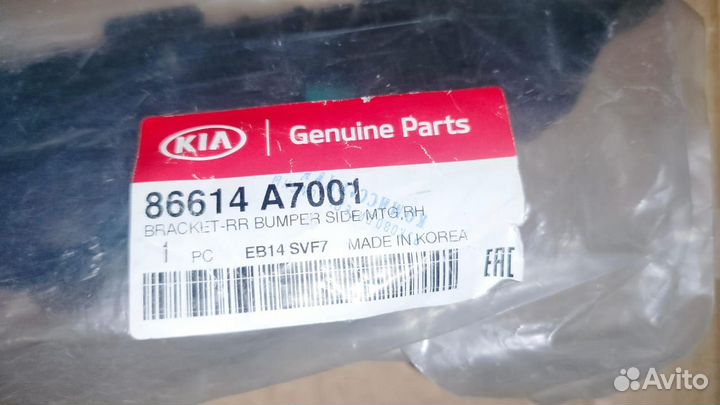 KIA
Genuine Parts
86614 A7001
BRACKET-RR BUMPER SIDE MTG,RH
1 PC EB14 SVF7 MADE IN KOREA
EAC
Avito